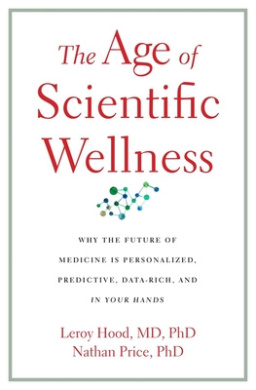 The Age of
Scientific
Wellness
WHY THE FUTURE OF
MEDICINE IS PERSONALIZED,
PREDICTIVE, DATA-RICH, AND
IN YOUR HANDS
Leroy Hood, MD, PhD
Nathan Price, PhD